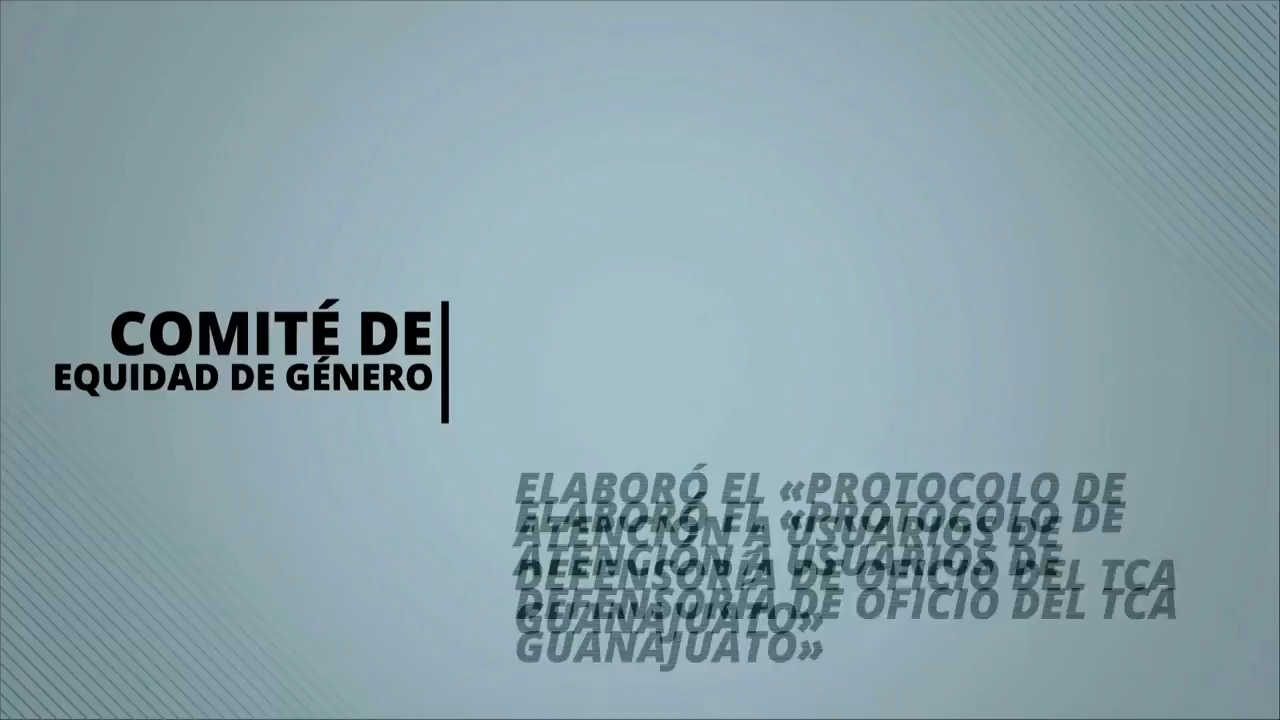 COMITÉ DE
EQUIDAD DE GÉNERO
ELABORÓ EL «PROTOCOLO DE
ATENCIÓN A USUARIOS DE
DEFENSORÍA DE OFICIO DEL TCA
GUANAJUATO»